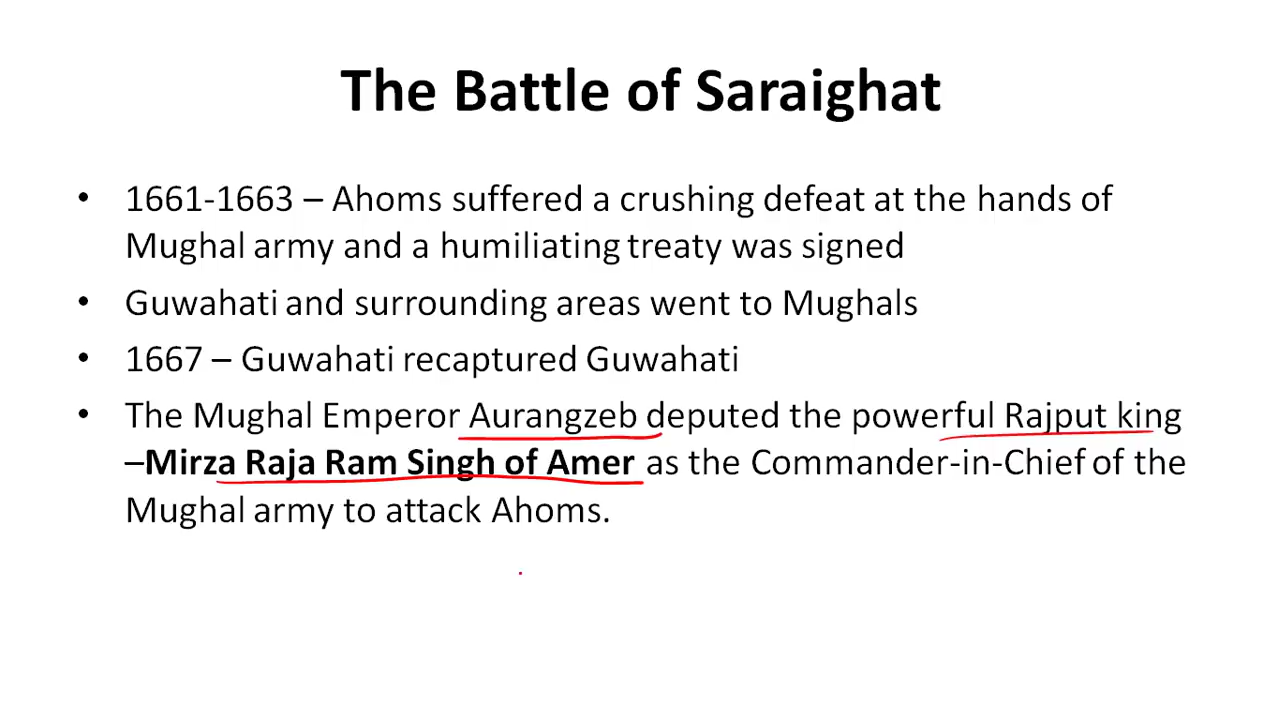 The Battle of Saraighat
• 1661-1663 – Ahoms suffered a crushing defeat at the hands of
Mughal army and a humiliating treaty was signed
• Guwahati and surrounding areas went to Mughals
• 1667 – Guwahati recaptured Guwahati
• The Mughal Emperor Aurangzeb deputed the powerful Rajput king
–Mirza Raja Ram Singh of Amer as the Commander-in-Chief of the
Mughal army to attack Ahoms.